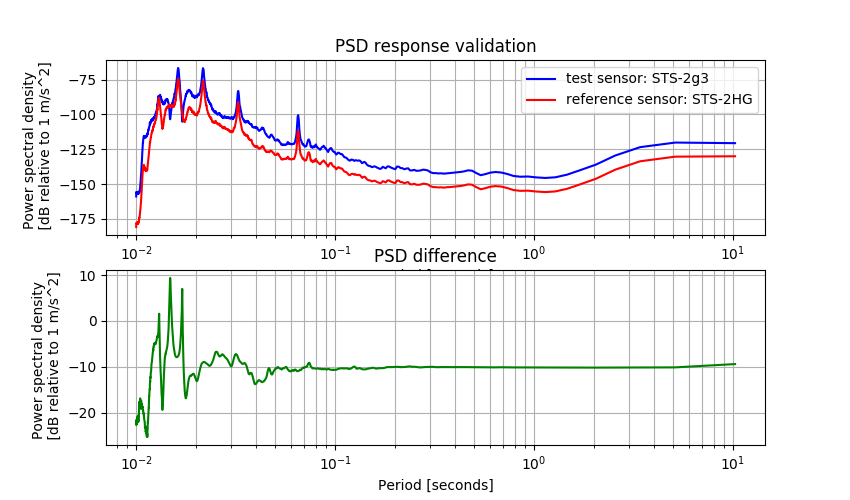 PSD response validation
Power spectral density
[dB relative to 1 m/s^2]
−75
−100
−125
−150
−175
test sensor: STS-2g3
reference sensor: STS-2HG
10^−2
10^−1
10^0
10^1
PSD difference
Power spectral density
[dB relative to 1 m/s^2]
10
0
−10
−20
10^−2
10^−1
10^0
10^1
Period [seconds]